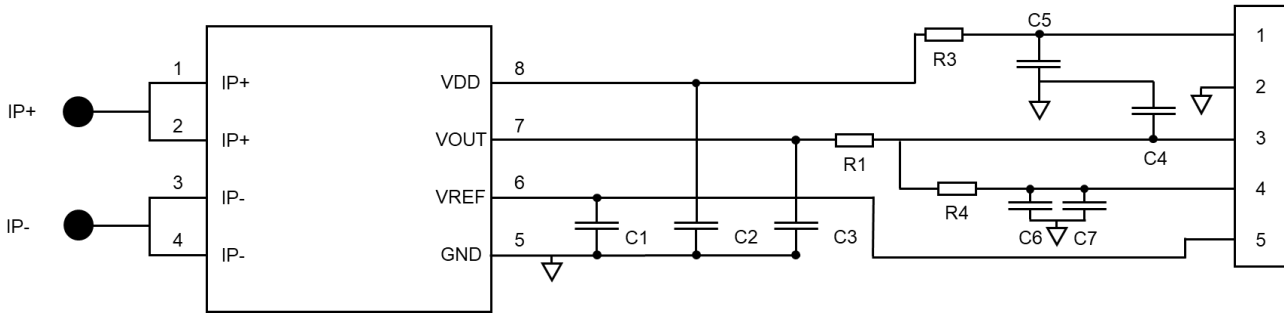 C5
1
R3
1
IP+
VDD
8
2
IP+
2
IP+
VOUT
7
R1
C4
3
3
IP-
VREF
6
R4
4
IP-
4
IP-
GND
5
C1
C2
C3
C6
C7
5